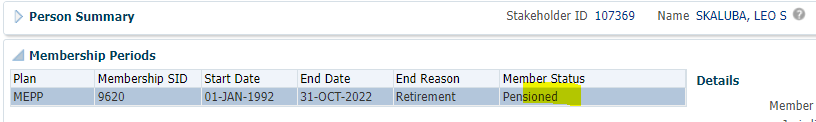 Person Summary Stakeholder ID 107369 Name SKALUBA, LEO S
Membership Periods
Plan Membership SID Start Date End Date End Reason Member Status
MEPP 9620 01-JAN-1992 31-OCT-2022 Retirement Pensioned
Details
Member